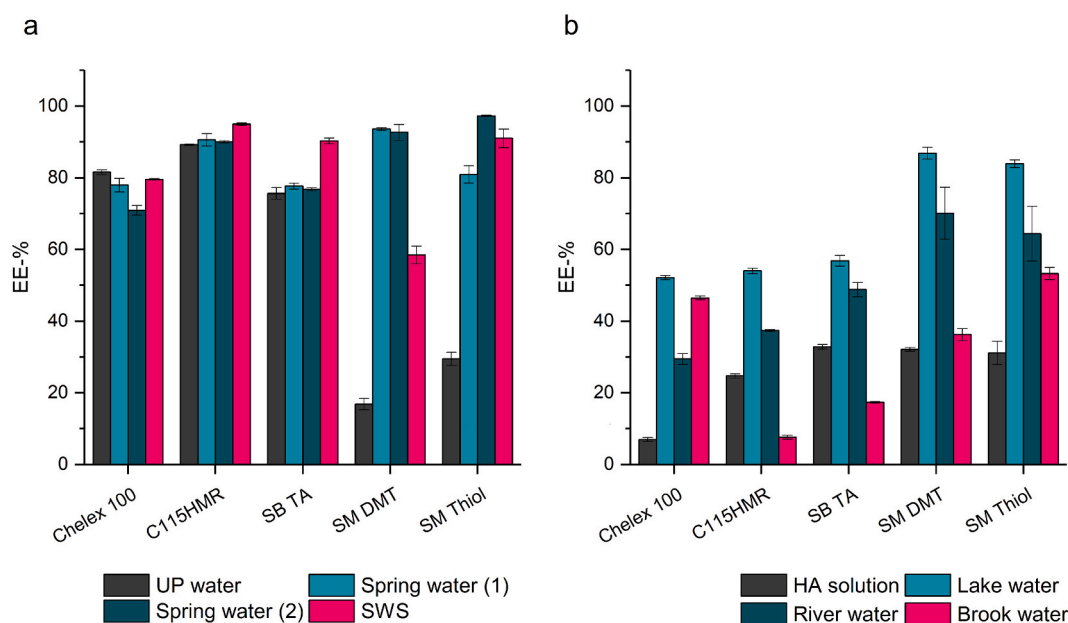 a
EE-%
100
80
60
40
20
0
Chelex 100
C115HMR
SB TA
SM DMT
SM Thiol
UP water
Spring water (1)
Spring water (2)
SWS
b
EE-%
100
80
60
40
20
0
Chelex 100
C115HMR
SB TA
SM DMT
SM Thiol
HA solution
Lake water
River water
Brook water